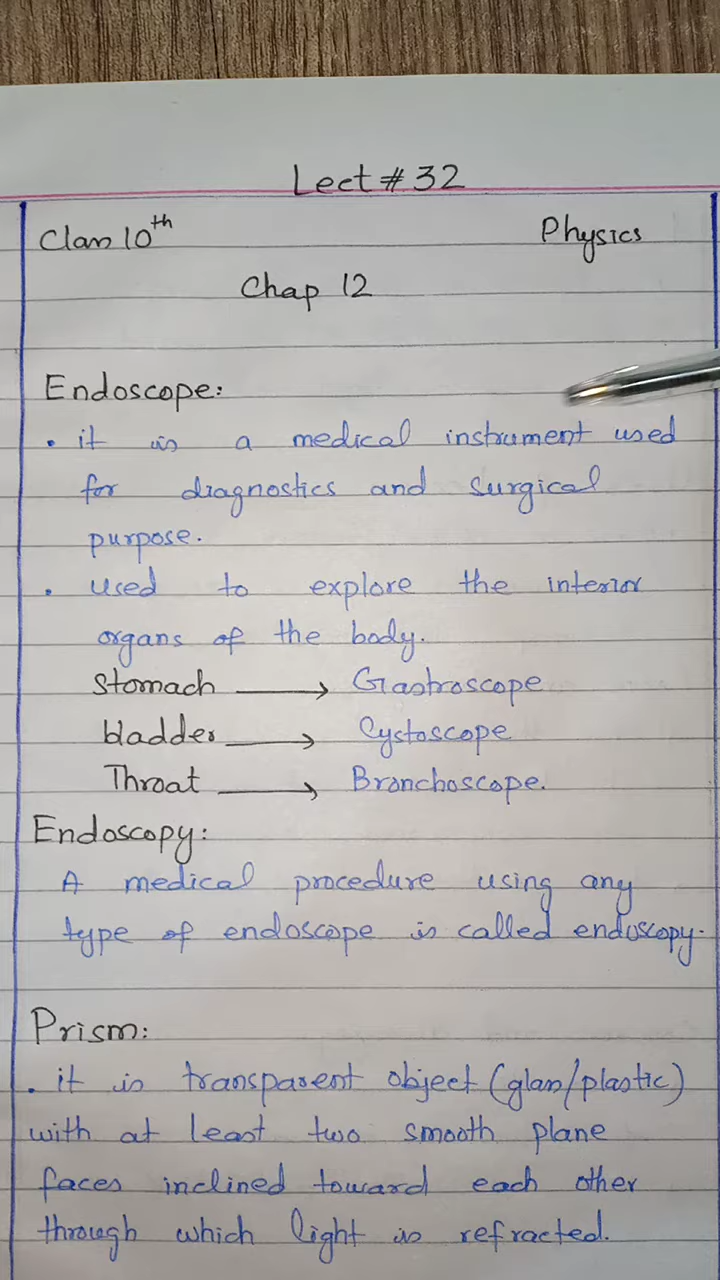 Lect # 32
Class 10th Physics
Chap 12
Endoscope:
• it is a medical instrument used
for diagnostics and surgical
purpose.
• used to explore the interior
organs of the body.
Stomach → Gastroscope
bladder → Cystoscope
Throat → Bronchoscope.
Endoscopy:
A medical procedure using any
type of endoscope is called endoscopy.
Prism:
• it is transparent object (glass/plastic)
with at least two smooth plane
faces inclined toward each other
through which light is refracted.